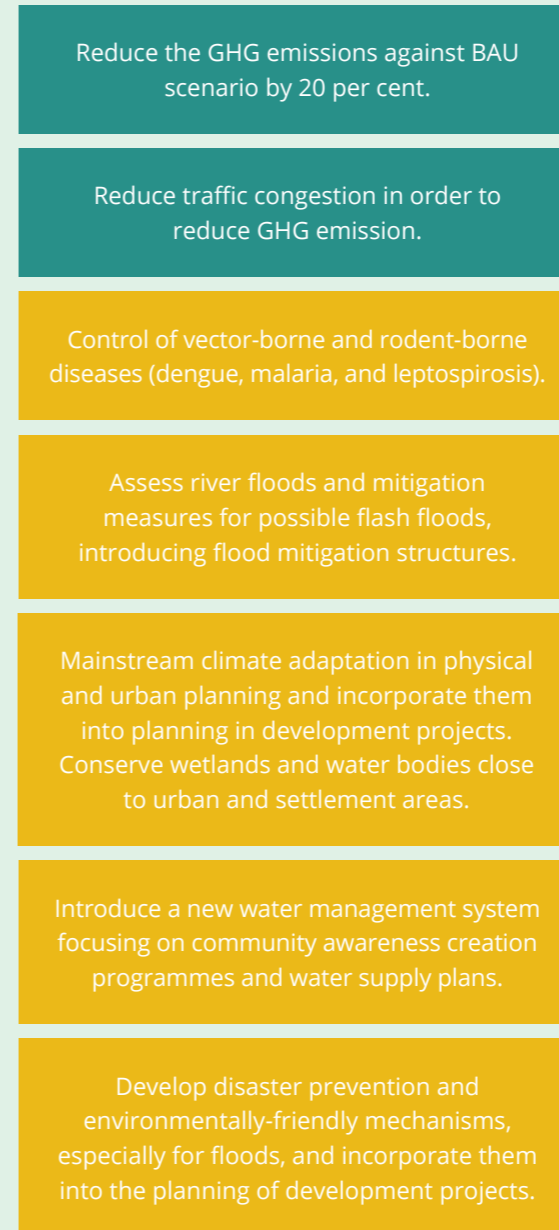 Reduce the GHG emissions against BAU
scenario by 20 per cent.
Reduce traffic congestion in order to
reduce GHG emission.
Control of vector-borne and rodent-borne
diseases (dengue, malaria, and leptospirosis).
Assess river floods and mitigation
measures for possible flash floods,
introducing flood mitigation structures.
Mainstream climate adaptation in physical
and urban planning and incorporate them
into planning in development projects.
Conserve wetlands and water bodies close
to urban and settlement areas.
Introduce a new water management system
focusing on community awareness creation
programmes and water supply plans.
Develop disaster prevention and
environmentally-friendly mechanisms,
especially for floods, and incorporate them
into the planning of development projects.